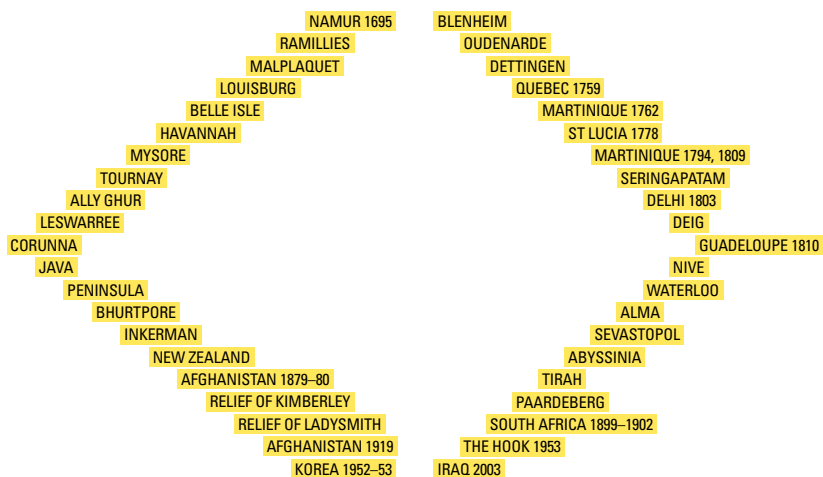 NAMUR 1695 BLENHEIM
RAMILLIES OUDENARDE
MALPLAQUET DETTINGEN
LOUISBURG QUEBEC 1759
BELLE ISLE MARTINIQUE 1762
HAVANNAH ST LUCIA 1778
MYSORE MARTINIQUE 1794, 1809
TOURNAY SERINGAPATAM
ALLY GHUR DELHI 1803
LESWARREE DEIG
CORUNNA GUADELOUPE 1810
JAVA NIVE
PENINSULA WATERLOO
BHURTPORE ALMA
INKERMAN SEVASTOPOL
NEW ZEALAND ABYSSINIA
AFGHANISTAN 1879–80 TIRAH
RELIEF OF KIMBERLEY PAARDEBERG
RELIEF OF LADYSMITH SOUTH AFRICA 1899–1902
AFGHANISTAN 1919 THE HOOK 1953
KOREA 1952–53 IRAQ 2003